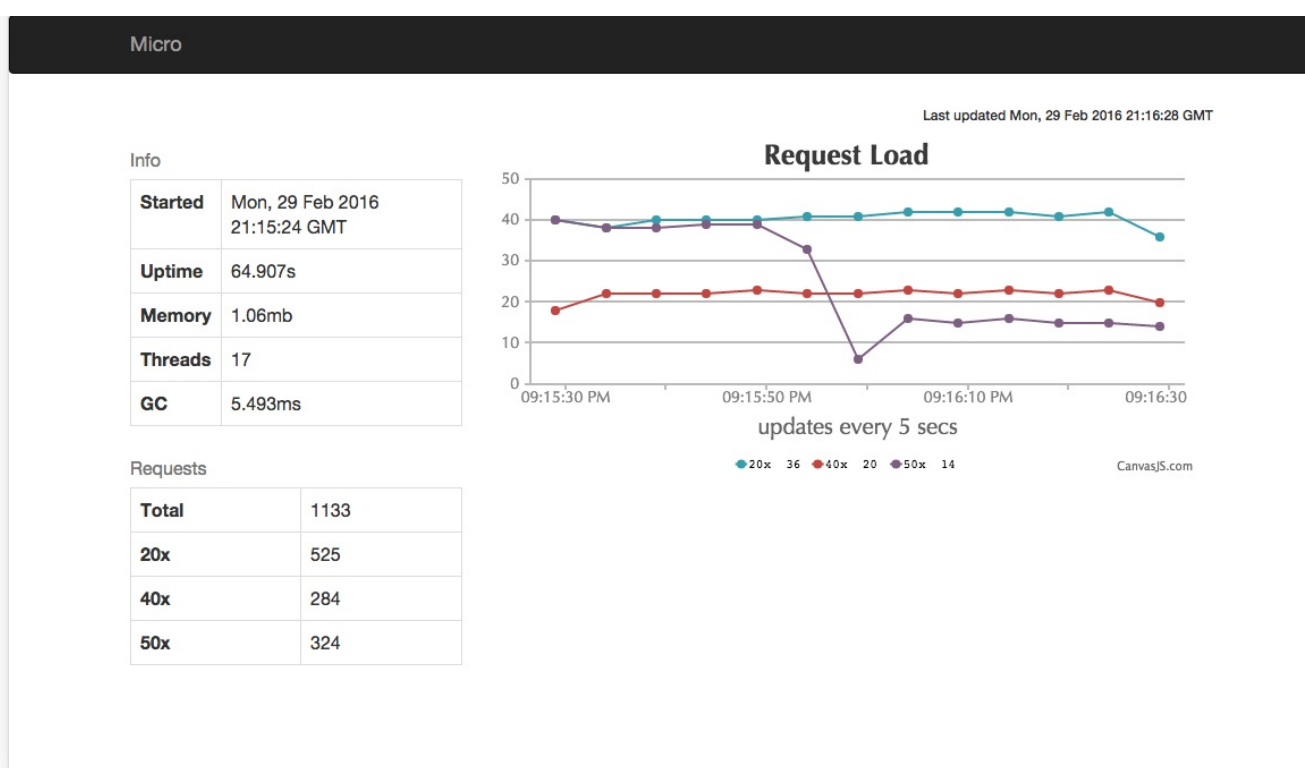 Micro
Last updated Mon, 29 Feb 2016 21:16:28 GMT
Info
Started Mon, 29 Feb 2016
21:15:24 GMT
Uptime 64.907s
Memory 1.06mb
Threads 17
GC 5.493ms
Requests
Total 1133
20x 525
40x 284
50x 324
Request Load
50
40
30
20
10
0
09:15:30 PM 09:15:50 PM 09:16:10 PM 09:16:30
updates every 5 secs
20x 36 40x 20 50x 14
CanvasJS.com